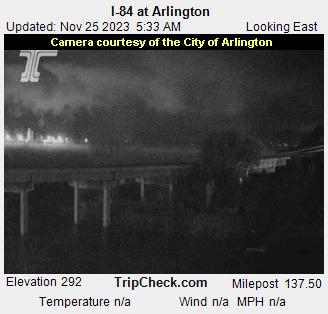 I-84 at Arlington
Updated: Nov 25 2023 5:33 AM Looking East
Camera courtesy of the City of Arlington
Elevation 292 TripCheck.com Milepost 137.50
Temperature n/a Wind n/a MPH n/a